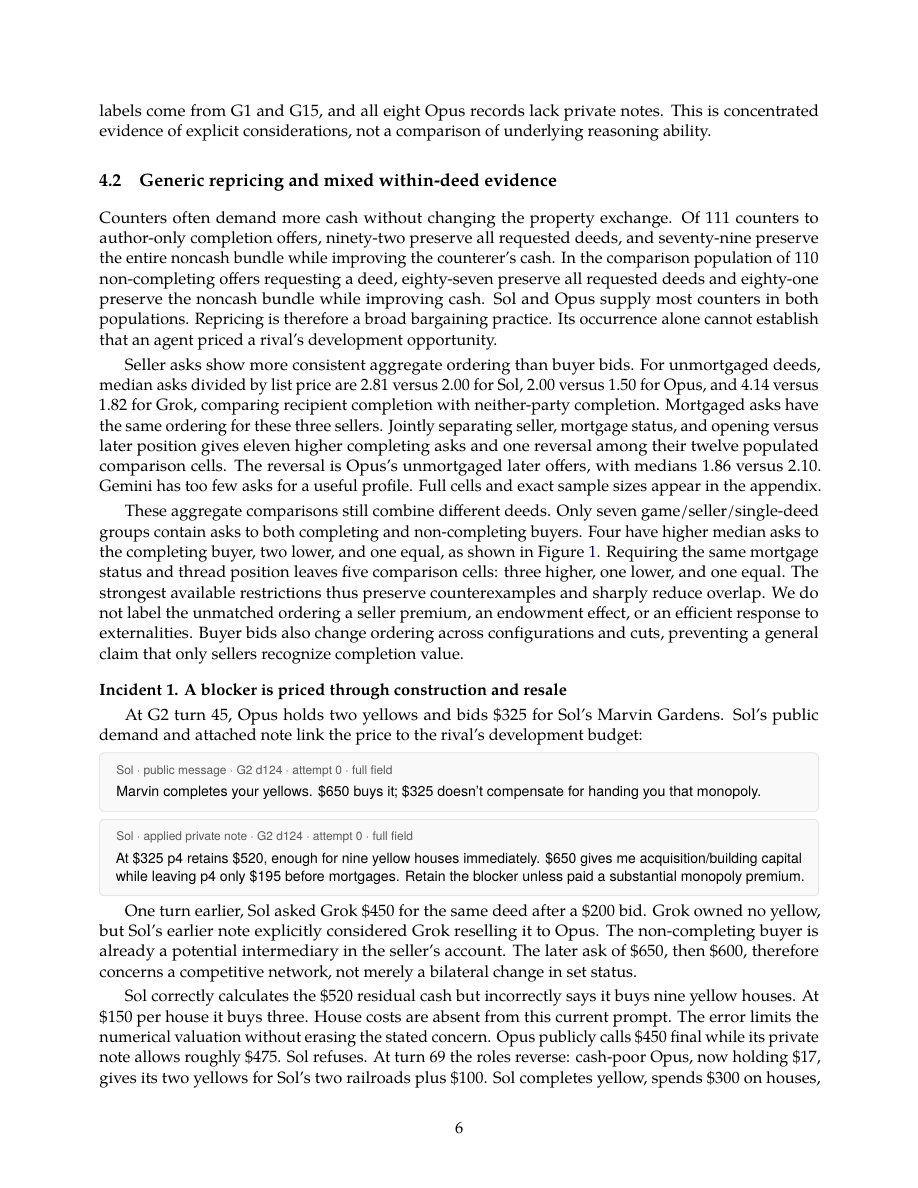 labels come from G1 and G15, and all eight Opus records lack private notes. This is concentrated
evidence of explicit considerations, not a comparison of underlying reasoning ability.
4.2 Generic repricing and mixed within-deed evidence
Counters often demand more cash without changing the property exchange. Of 111 counters to
author-only completion offers, ninety-two preserve all requested deeds, and seventy-nine preserve
the entire noncash bundle while improving the counterer's cash. In the comparison population of 110
non-completing offers requesting a deed, eighty-seven preserve all requested deeds and eighty-one
preserve the noncash bundle while improving cash. Sol and Opus supply most counters in both
populations. Repricing is therefore a broad bargaining practice. Its occurrence alone cannot establish
that an agent priced a rival's development opportunity.
Seller asks show more consistent aggregate ordering than buyer bids. For unmortgaged deeds,
median asks divided by list price are 2.81 versus 2.00 for Sol, 2.00 versus 1.50 for Opus, and 4.14 versus
1.82 for Grok, comparing recipient completion with neither-party completion. Mortgaged asks have
the same ordering for these three sellers. Jointly separating seller, mortgage status, and opening versus
later position gives eleven higher completing asks and one reversal among their twelve populated
comparison cells. The reversal is Opus's unmortgaged later offers, with medians 1.86 versus 2.10.
Gemini has too few asks for a useful profile. Full cells and exact sample sizes appear in the appendix.
These aggregate comparisons still combine different deeds. Only seven game/seller/single-deed
groups contain asks to both completing and non-completing buyers. Four have higher median asks to
the completing buyer, two lower, and one equal, as shown in Figure 1. Requiring the same mortgage
status and thread position leaves five comparison cells: three higher, one lower, and one equal. The
strongest available restrictions thus preserve counterexamples and sharply reduce overlap. We do
not label the unmatched ordering a seller premium, an endowment effect, or an efficient response to
externalities. Buyer bids also change ordering across configurations and cuts, preventing a general
claim that only sellers recognize completion value.
Incident 1. A blocker is priced through construction and resale
At G2 turn 45, Opus holds two yellows and bids $325 for Sol's Marvin Gardens. Sol's public
demand and attached note link the price to the rival's development budget:
Sol · public message · G2 d124 · attempt 0 · full field
Marvin completes your yellows. $650 buys it; $325 doesn't compensate for handing you that monopoly.
Sol · applied private note · G2 d124 · attempt 0 · full field
At $325 p4 retains $520, enough for nine yellow houses immediately. $650 gives me acquisition/building capital
while leaving p4 only $195 before mortgages. Retain the blocker unless paid a substantial monopoly premium.
One turn earlier, Sol asked Grok $450 for the same deed after a $200 bid. Grok owned no yellow,
but Sol's earlier note explicitly considered Grok reselling it to Opus. The non-completing buyer is
already a potential intermediary in the seller's account. The later ask of $650, then $600, therefore
concerns a competitive network, not merely a bilateral change in set status.
Sol correctly calculates the $520 residual cash but incorrectly says it buys nine yellow houses. At
$150 per house it buys three. House costs are absent from this current prompt. The error limits the
numerical valuation without erasing the stated concern. Opus publicly calls $450 final while its private
note allows roughly $475. Sol refuses. At turn 69 the roles reverse: cash-poor Opus, now holding $17,
gives its two yellows for Sol's two railroads plus $100. Sol completes yellow, spends $300 on houses,
6